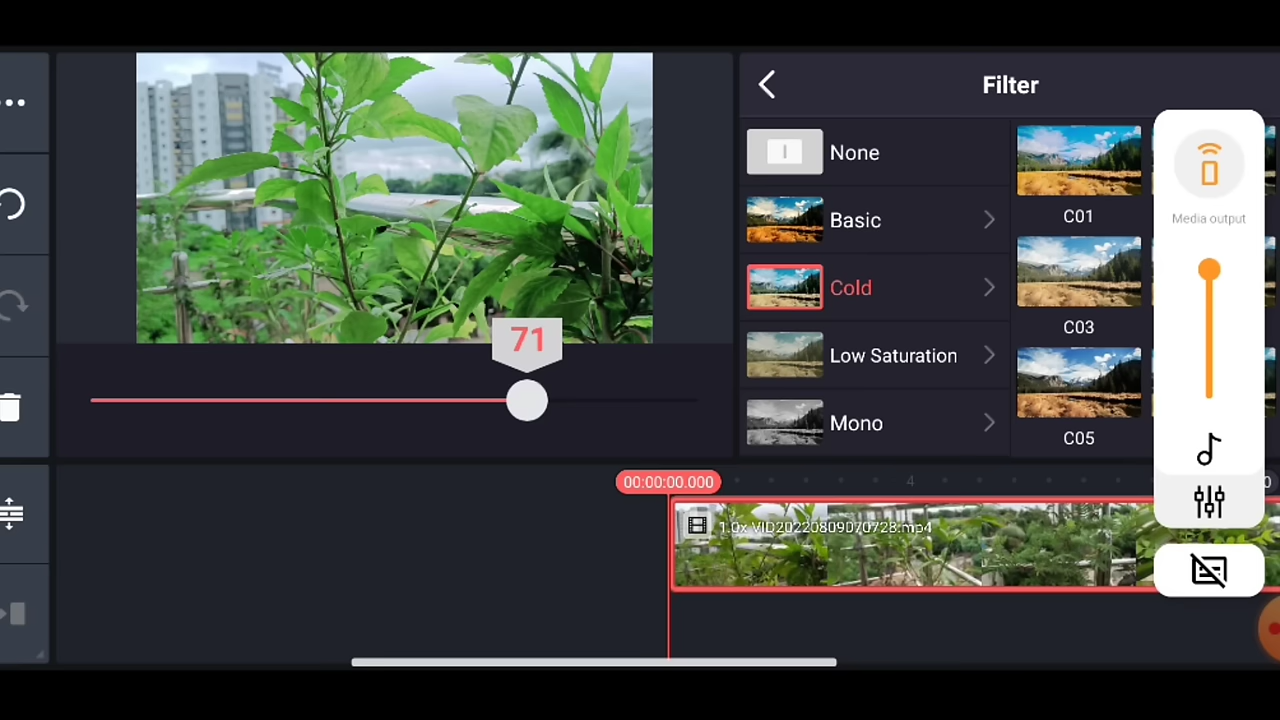 Filter
None
Basic
Cold
Low Saturation
Mono
C01
C03
C05
Media output
71
00:00:00.000
4
0
1.0x VID20220809070728.mp4